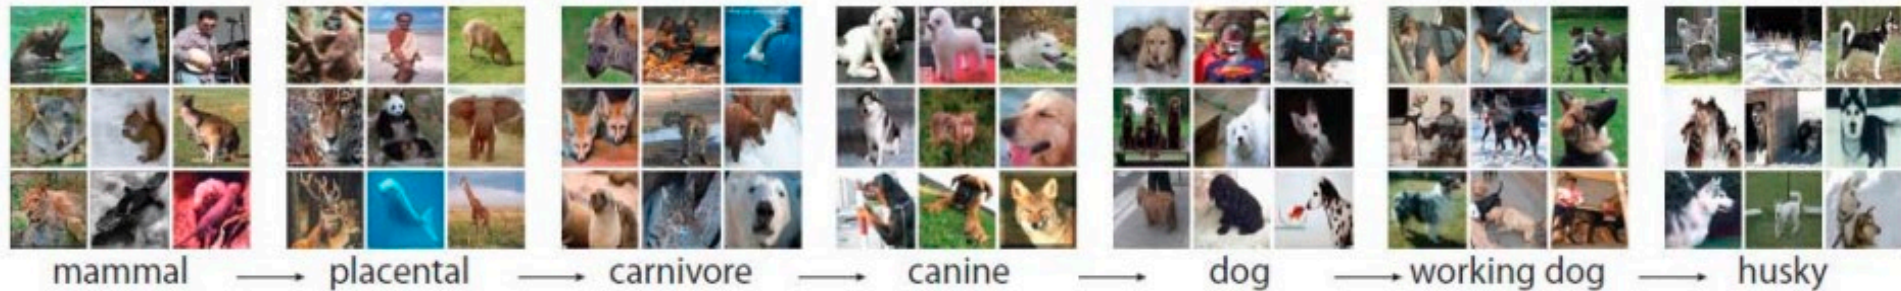 mammal → placental → carnivore → canine → dog → working dog → husky